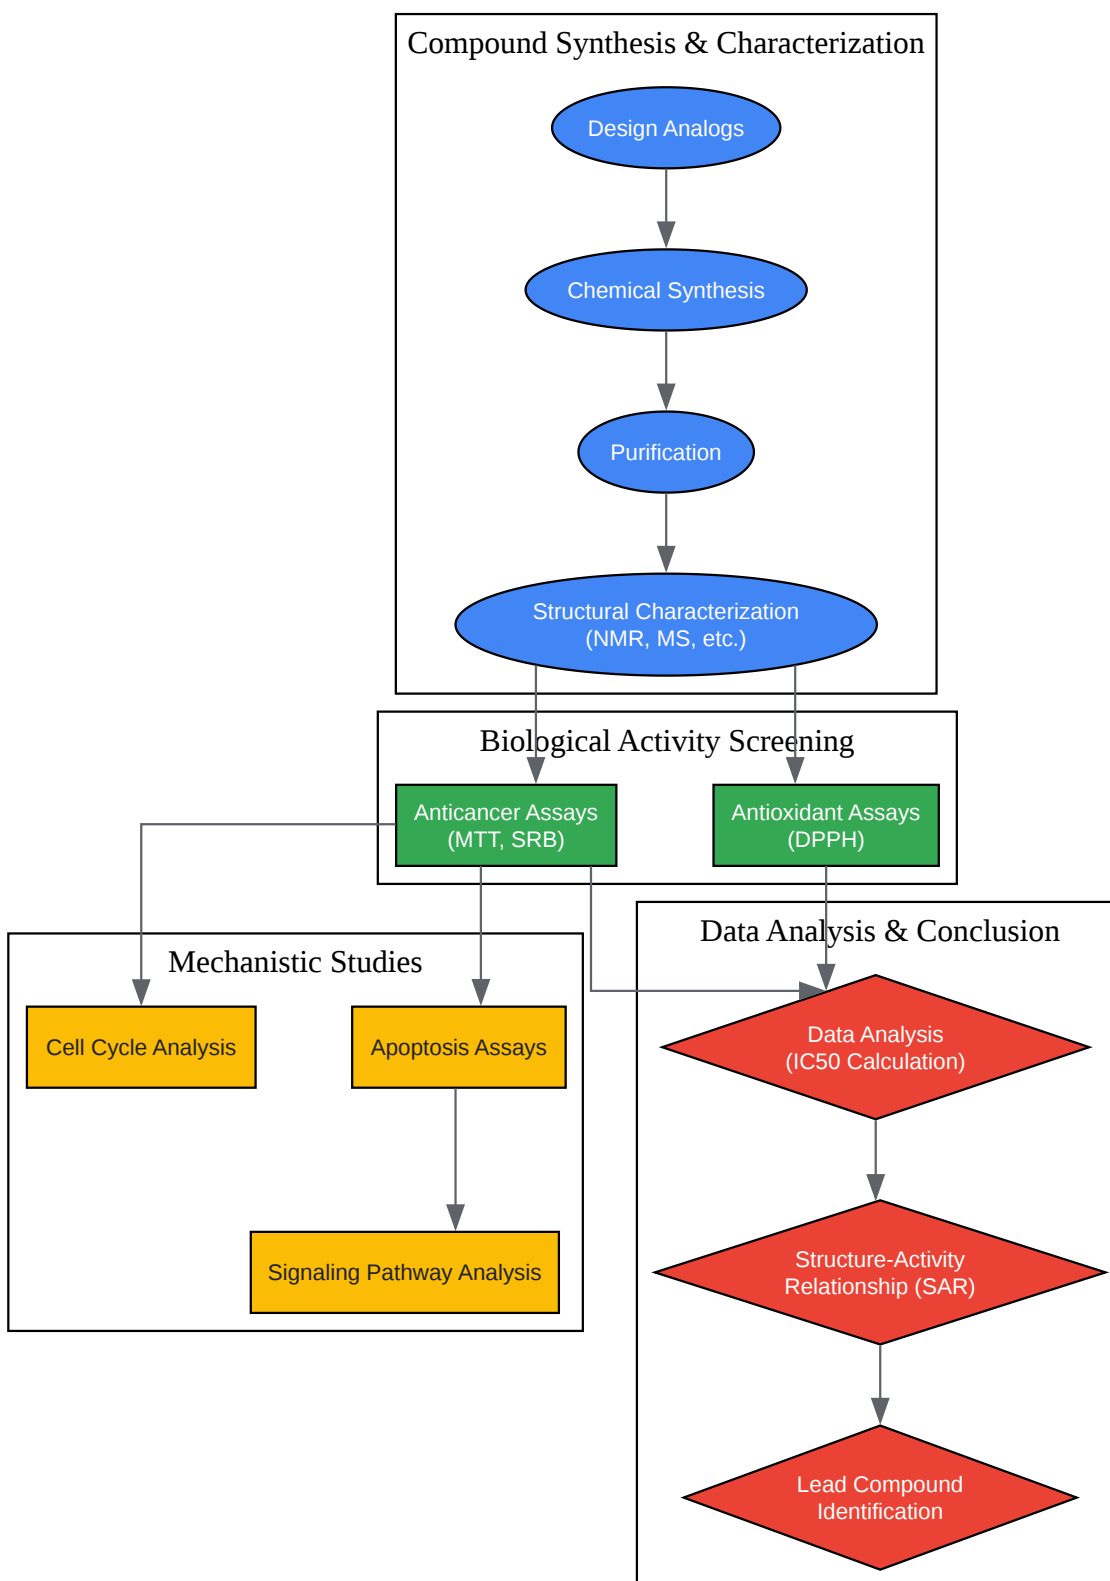 Compound Synthesis & Characterization
Design Analogs
Chemical Synthesis
Purification
Structural Characterization
(NMR, MS, etc.)
Biological Activity Screening
Anticancer Assays
(MTT, SRB)
Antioxidant Assays
(DPPH)
Mechanistic Studies
Cell Cycle Analysis
Apoptosis Assays
Signaling Pathway Analysis
Data Analysis & Conclusion
Data Analysis
(IC50 Calculation)
Structure-Activity
Relationship (SAR)
Lead Compound
Identification